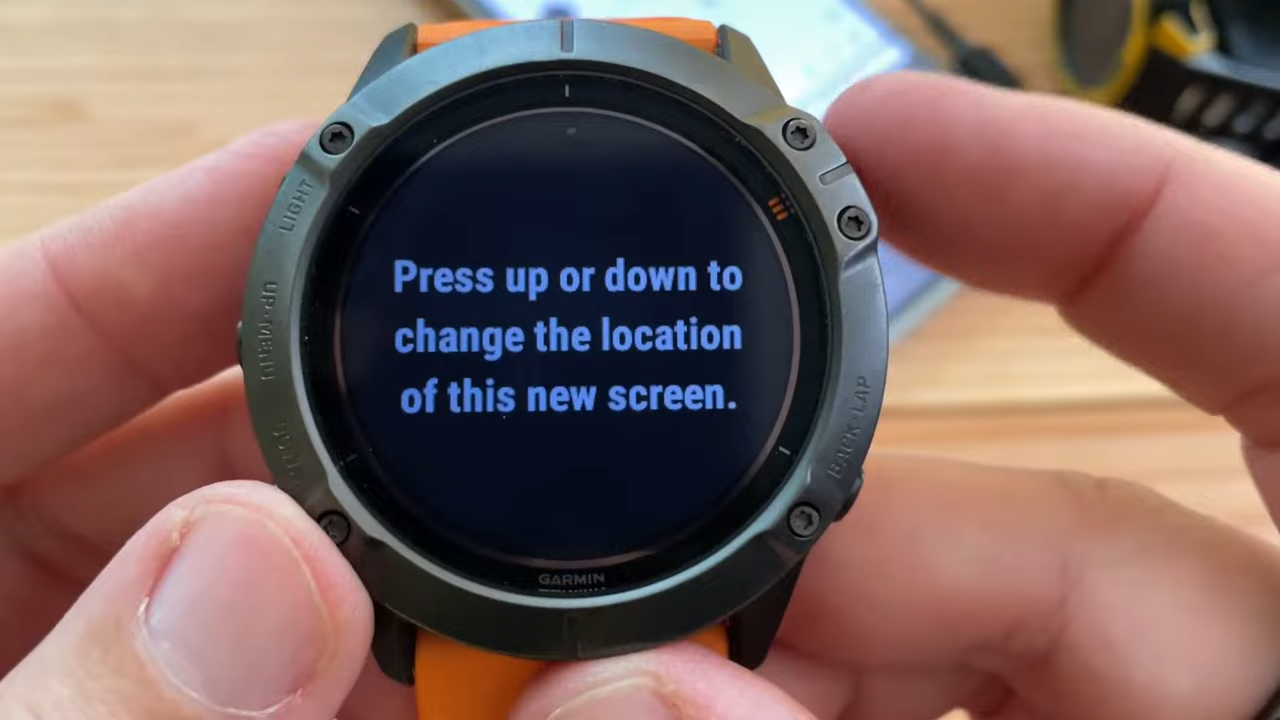 LIGHT
UP·MENU
Press up or down to
change the location
of this new screen.
BACK·LAP
GARMIN